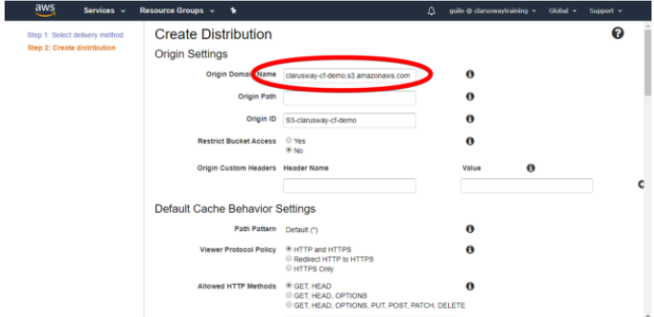 aws Services Resource Groups guile @ claruswaytraining Global Support
Step 1: Select delivery method
Step 2: Create distribution
Create Distribution
Origin Settings
Origin Domain Name clarusway-cf-demo.s3.amazonaws.com
Origin Path
Origin ID S3-clarusway-cf-demo
Restrict Bucket Access Yes
No
Origin Custom Headers Header Name Value
Default Cache Behavior Settings
Path Pattern Default (*)
Viewer Protocol Policy HTTP and HTTPS
Redirect HTTP to HTTPS
HTTPS Only
Allowed HTTP Methods GET, HEAD
GET, HEAD, OPTIONS
GET, HEAD, OPTIONS, PUT, POST, PATCH, DELETE